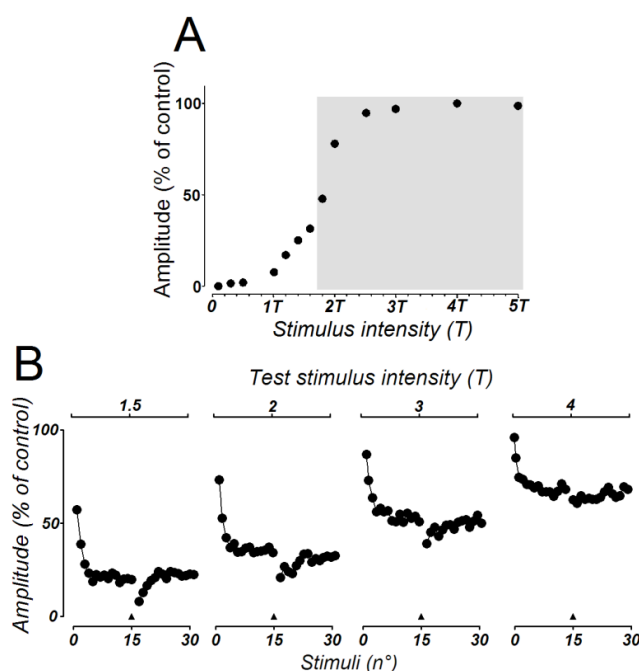 A
Amplitude (% of control)
100
50
0
0 1T 2T 3T 4T 5T
Stimulus intensity (T)
B
Test stimulus intensity (T)
1.5 2 3 4
Amplitude (% of control)
100
50
0
0 15 30 0 15 30 0 15 30 0 15 30
Stimuli (n°)